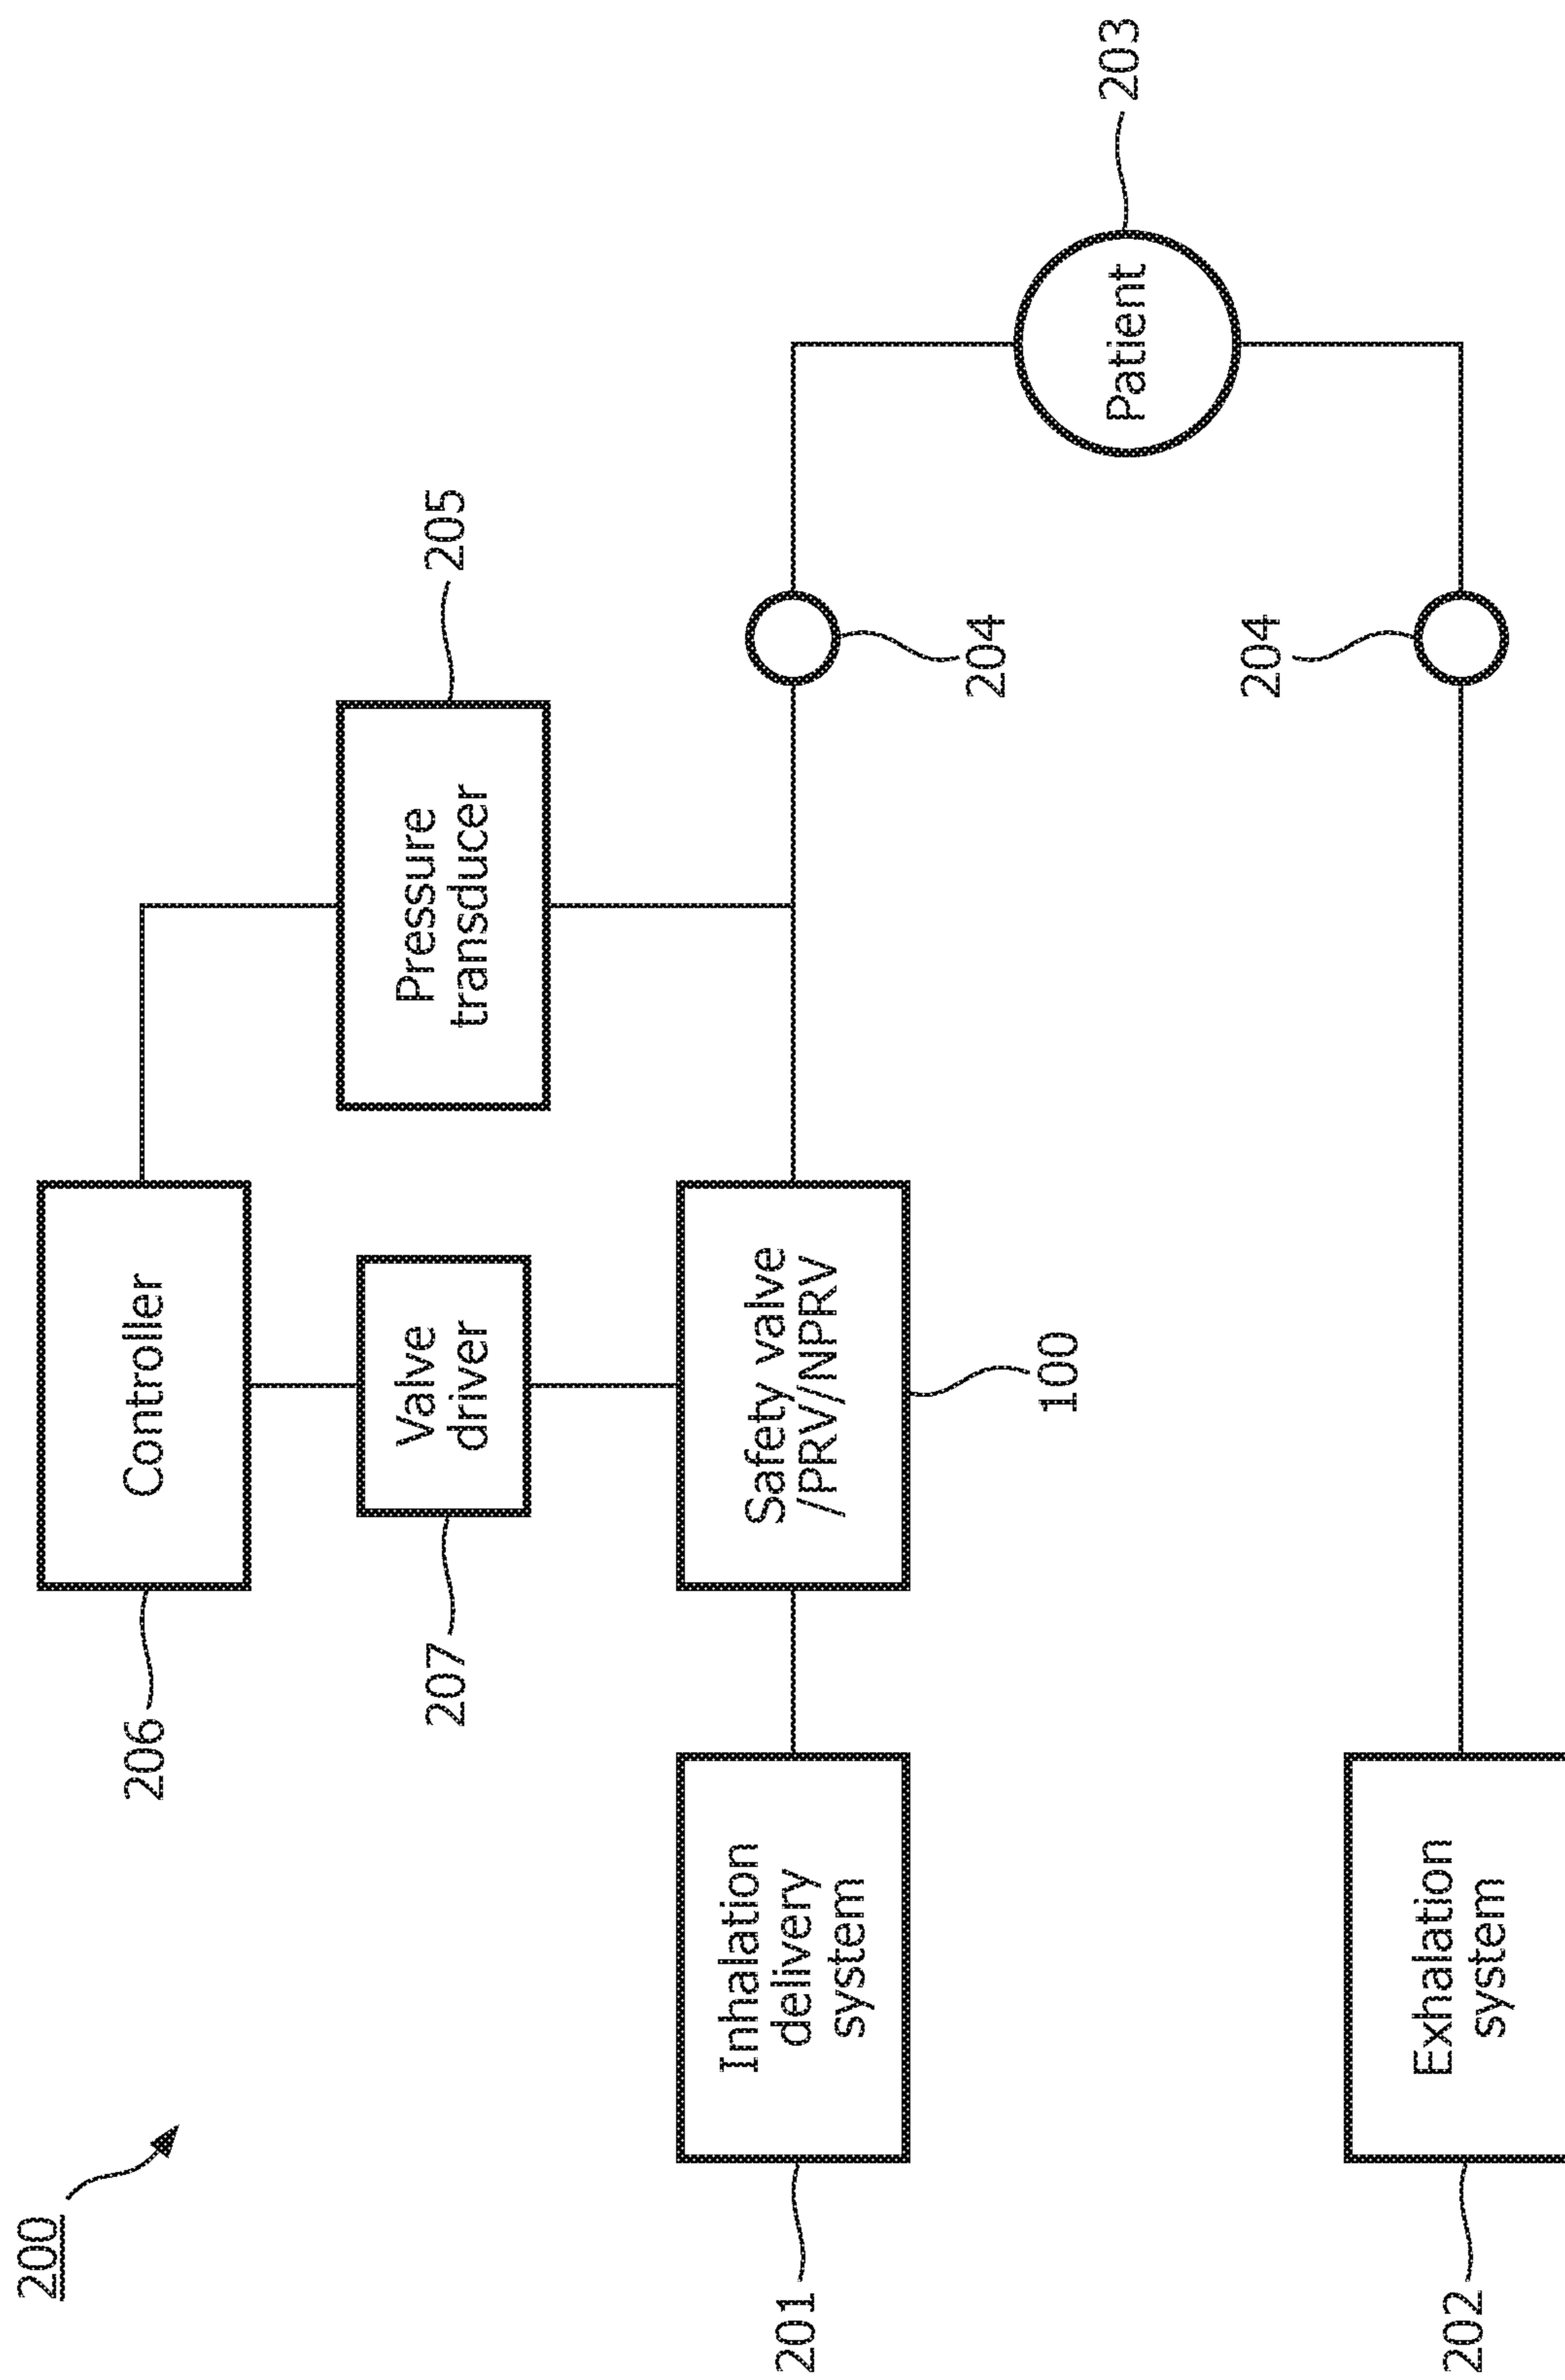 200
206
Controller
205
207
Valve
driver
Pressure
transducer
201
Inhalation
delivery
system
Safety valve
/PRV/NPRV
100
204
Patient
203
204
202
Exhalation
system